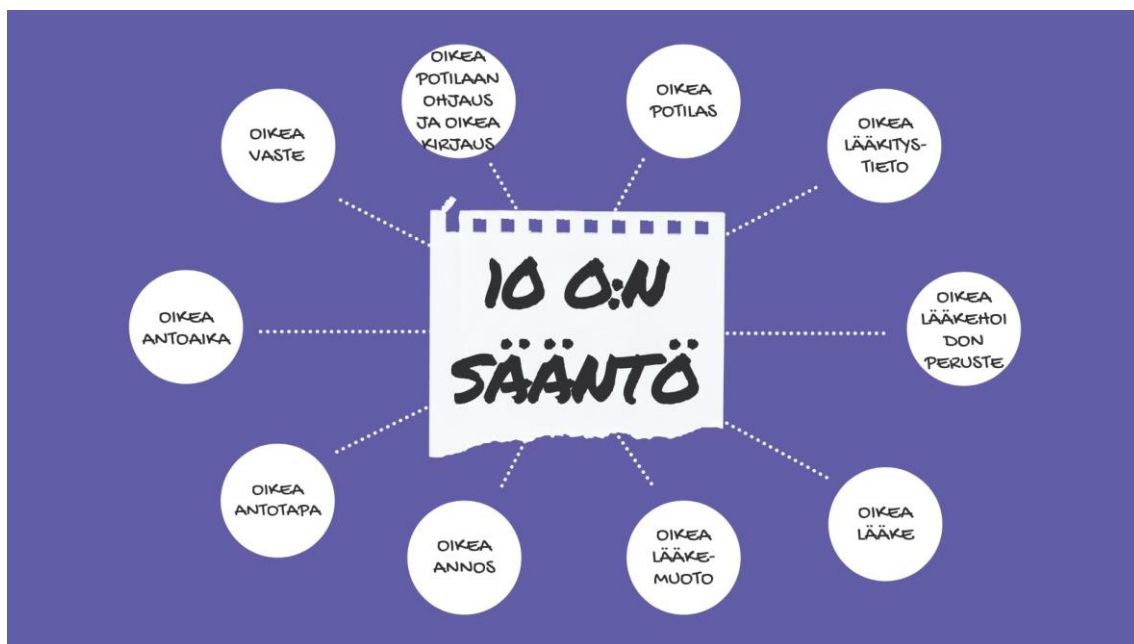 10 O:N
SÄÄNTÖ
OIKEA
POTILAS
OIKEA
LÄÄKITYS-
TIETO
OIKEA
LÄÄKEHOI
DON
PERUSTE
OIKEA
LÄÄKE
OIKEA
LÄÄKE-
MUOTO
OIKEA
ANNOS
OIKEA
ANTOTAPA
OIKEA
ANTOAIKA
OIKEA
VASTE
OIKEA
POTILAAN
OHJAUS
JA OIKEA
KIRJAUS